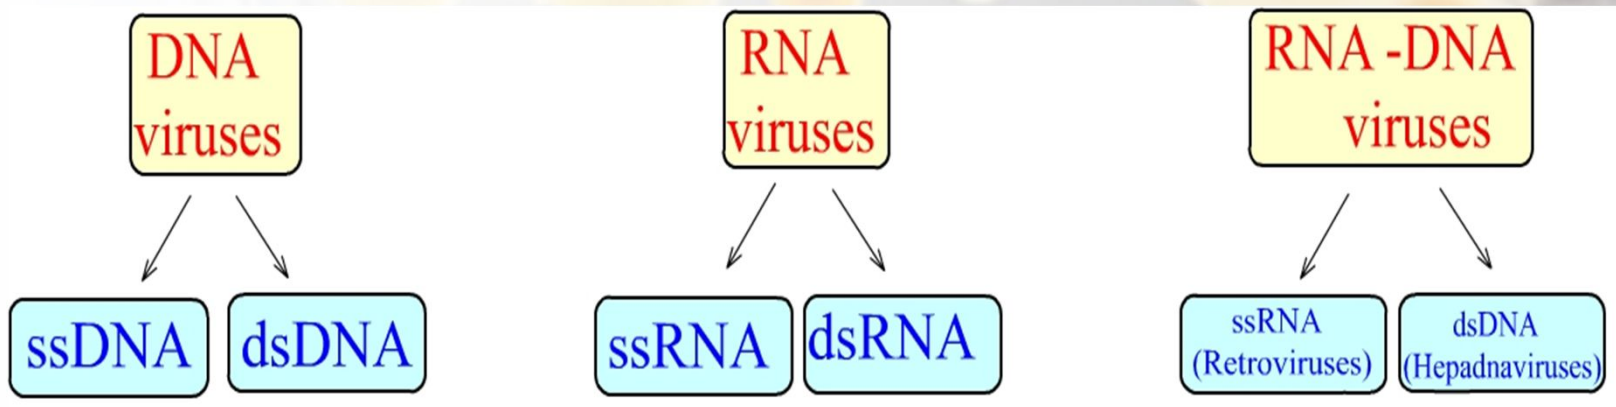 DNA
viruses
ssDNA
dsDNA
RNA
viruses
ssRNA
dsRNA
RNA -DNA
viruses
ssRNA
(Retroviruses)
dsDNA
(Hepadnaviruses)